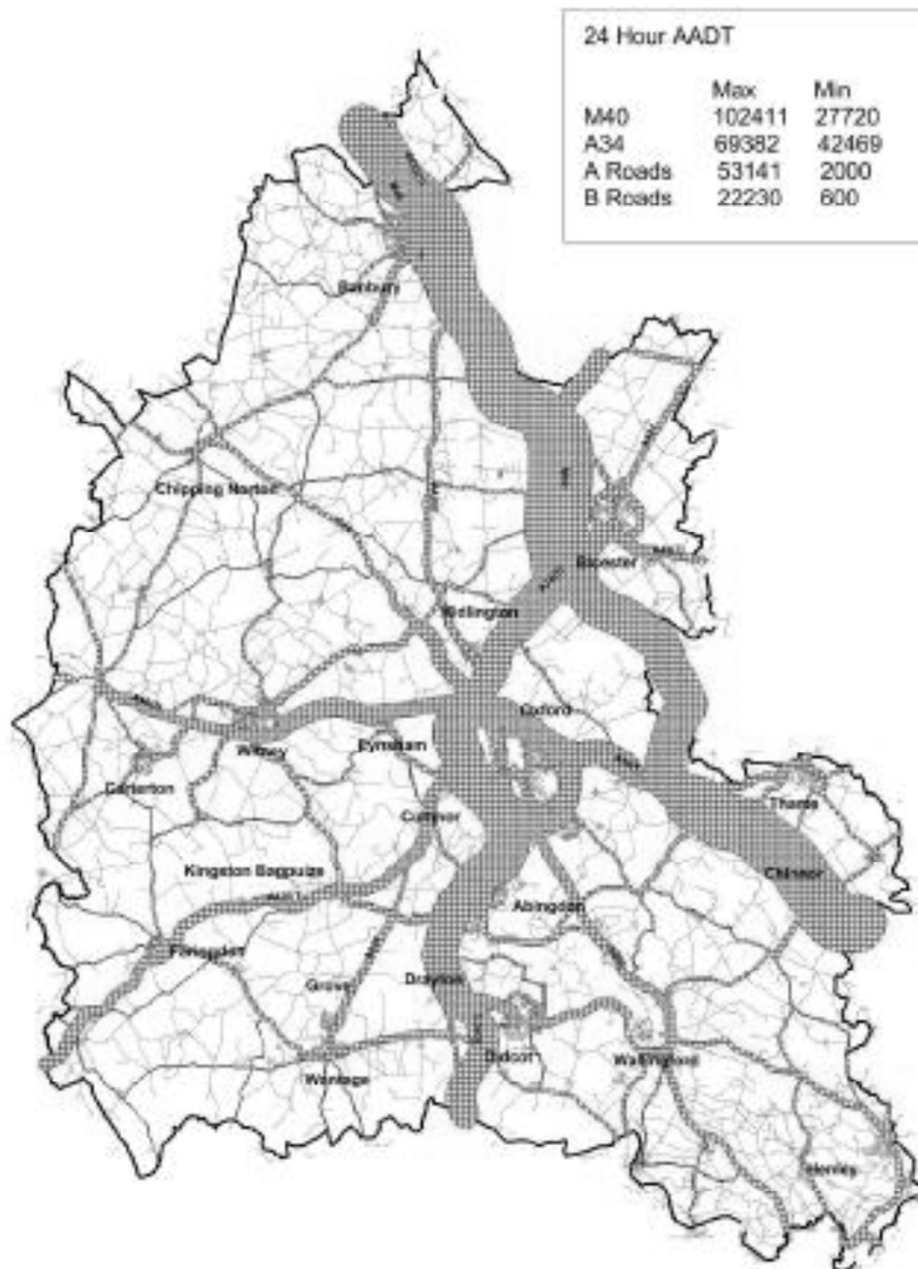 24 Hour AADT
Max Min
M40 102411 27720
A34 69382 42469
A Roads 53141 2000
B Roads 22230 600
Banbury
Chipping Norton
Bicester
Kidlington
Oxford
Witney
Eynsham
Carterton
Cumnor
Thame
Kingston Bagpuize
Chinnor
Abingdon
Faringdon
Grove
Drayton
Didcot
Wallingford
Wantage
Henley